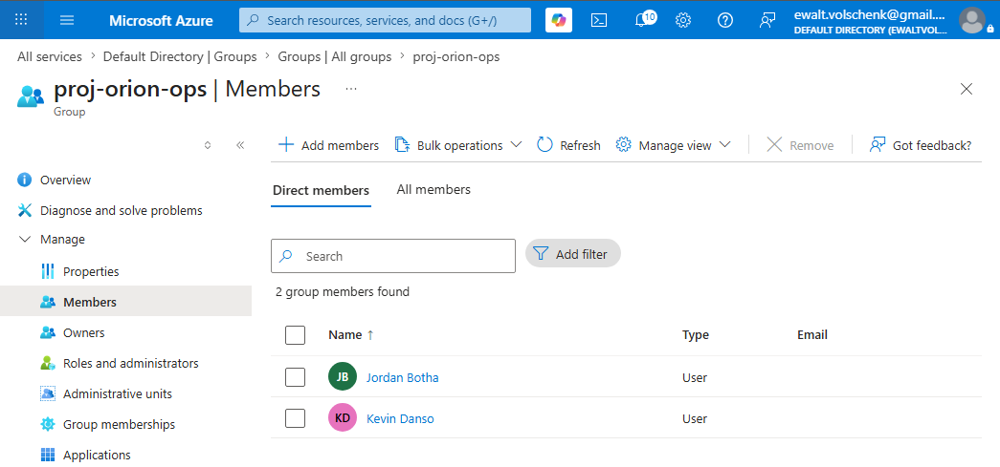 Microsoft Azure
Search resources, services, and docs (G+/)
10
ewalt.volschenk@gmail....
DEFAULT DIRECTORY (EWALTVOL...
All services > Default Directory | Groups > Groups | All groups > proj-orion-ops
proj-orion-ops | Members ...
Group
Add members
Bulk operations
Refresh
Manage view
Remove
Got feedback?
Overview
Diagnose and solve problems
Manage
Properties
Members
Owners
Roles and administrators
Administrative units
Group memberships
Applications
Direct members
All members
Search
Add filter
2 group members found
Name ↑ Type Email
JB Jordan Botha User
KD Kevin Danso User